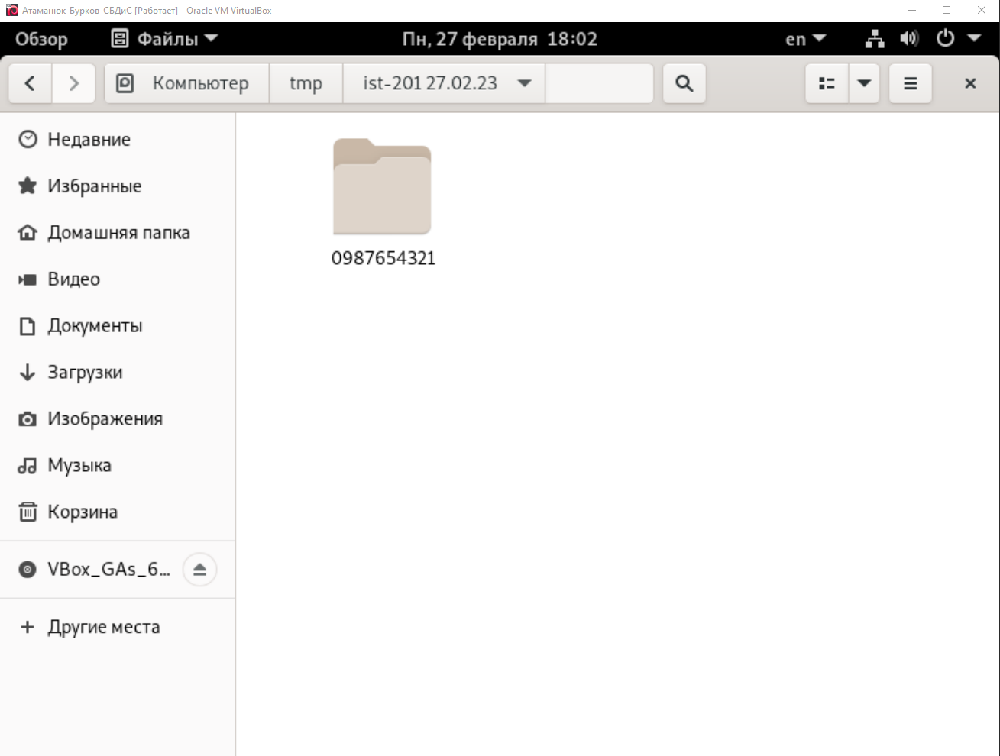 Атаманюк_Бурков_СБДиС [Работает] - Oracle VM VirtualBox
Обзор Файлы Пн, 27 февраля 18:02 en
Компьютер tmp ist-201 27.02.23
Недавние
Избранные
Домашняя папка
Видео
Документы
Загрузки
Изображения
Музыка
Корзина
VBox_GAs_6...
Другие места
0987654321